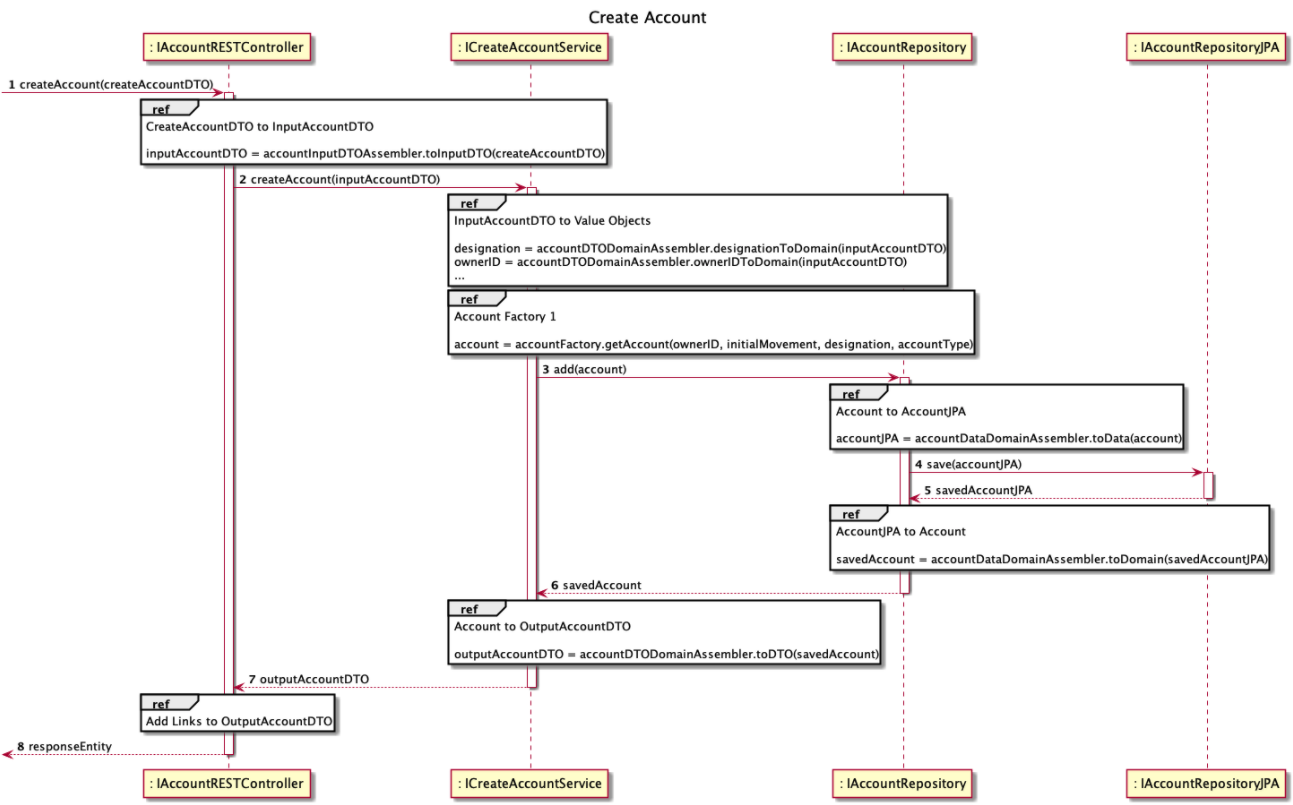 Create Account
: IAccountRESTController
: ICreateAccountService
: IAccountRepository
: IAccountRepositoryJPA
1 createAccount(createAccountDTO)
ref
CreateAccountDTO to InputAccountDTO
inputAccountDTO = accountInputDTOAssembler.toInputDTO(createAccountDTO)
2 createAccount(inputAccountDTO)
ref
InputAccountDTO to Value Objects
designation = accountDTODomainAssembler.designationToDomain(inputAccountDTO)
ownerID = accountDTODomainAssembler.ownerIDToDomain(inputAccountDTO)
...
ref
Account Factory 1
account = accountFactory.getAccount(ownerID, initialMovement, designation, accountType)
3 add(account)
ref
Account to AccountJPA
accountJPA = accountDataDomainAssembler.toData(account)
4 save(accountJPA)
5 savedAccountJPA
ref
AccountJPA to Account
savedAccount = accountDataDomainAssembler.toDomain(savedAccountJPA)
6 savedAccount
ref
Account to OutputAccountDTO
outputAccountDTO = accountDTODomainAssembler.toDTO(savedAccount)
7 outputAccountDTO
ref
Add Links to OutputAccountDTO
8 responseEntity
: IAccountRESTController
: ICreateAccountService
: IAccountRepository
: IAccountRepositoryJPA